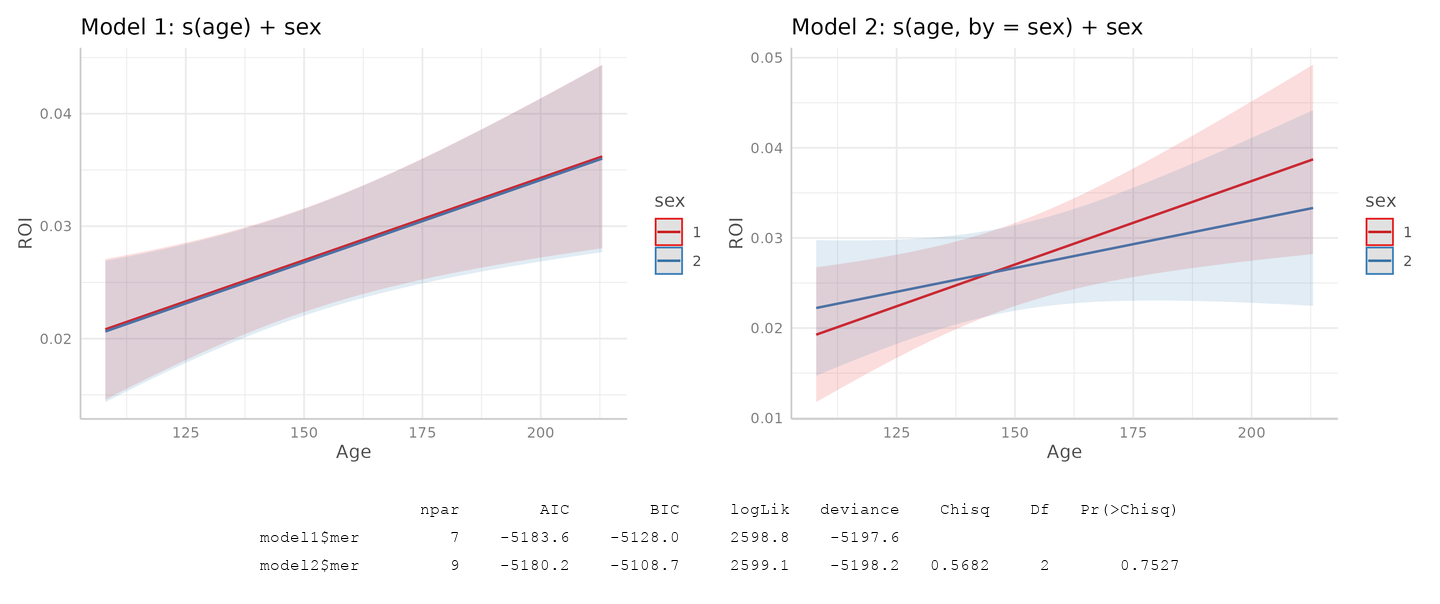 Model 1: s(age) + sex
0.04
0.03
0.02
ROI
125 150 175 200
Age
sex
1
2
Model 2: s(age, by = sex) + sex
0.05
0.04
0.03
0.02
0.01
ROI
125 150 175 200
Age
sex
1
2
npar AIC BIC logLik deviance Chisq Df Pr(>Chisq)
model1$mer 7 -5183.6 -5128.0 2598.8 -5197.6
model2$mer 9 -5180.2 -5108.7 2599.1 -5198.2 0.5682 2 0.7527